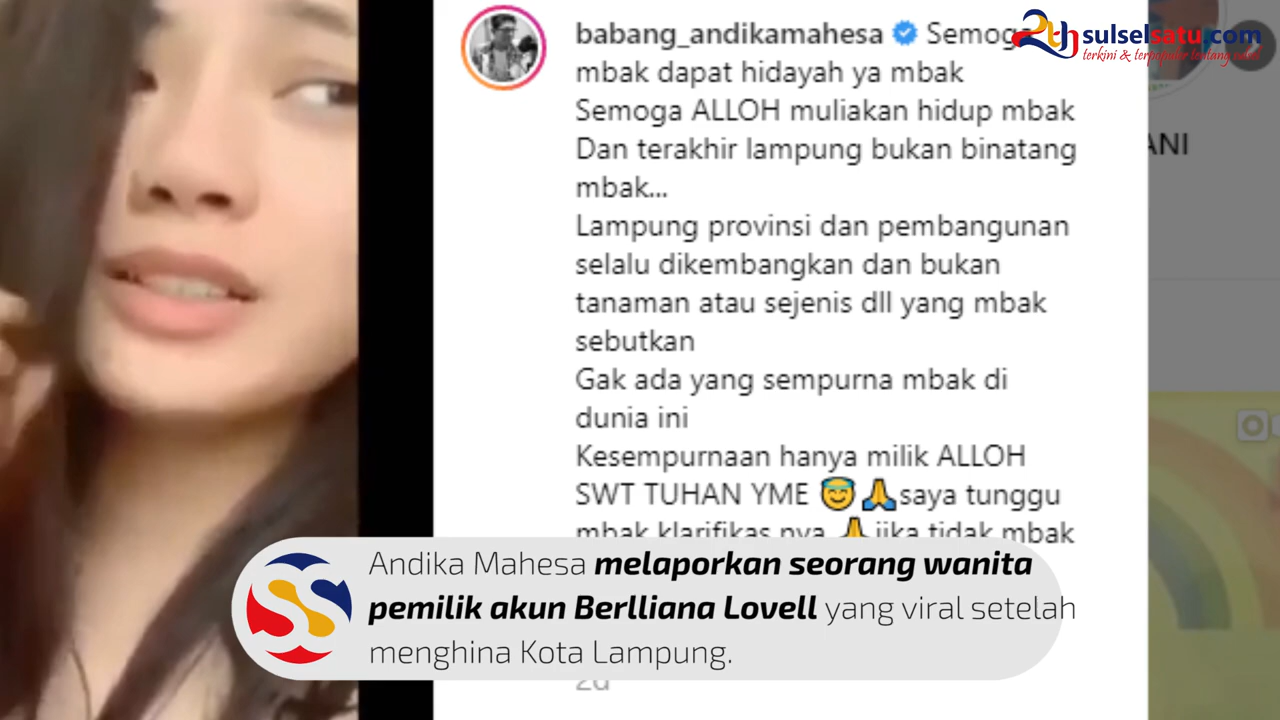 babang_andikamahesa Semog
mbak dapat hidayah ya mbak
Semoga ALLOH muliakan hidup mbak
Dan terakhir lampung bukan binatang
mbak...
Lampung provinsi dan pembangunan
selalu dikembangkan dan bukan
tanaman atau sejenis dll yang mbak
sebutkan
Gak ada yang sempurna mbak di
dunia ini
Kesempurnaan hanya milik ALLOH
SWT TUHAN YME 😇🙏saya tunggu
mbak klarifikas nya 🙏jika tidak mbak
2d
sulselsatu.com
terkini & terpopuler tentang sulsel
ANI
Andika Mahesa melaporkan seorang wanita
pemilik akun Berlliana Lovell yang viral setelah
menghina Kota Lampung.